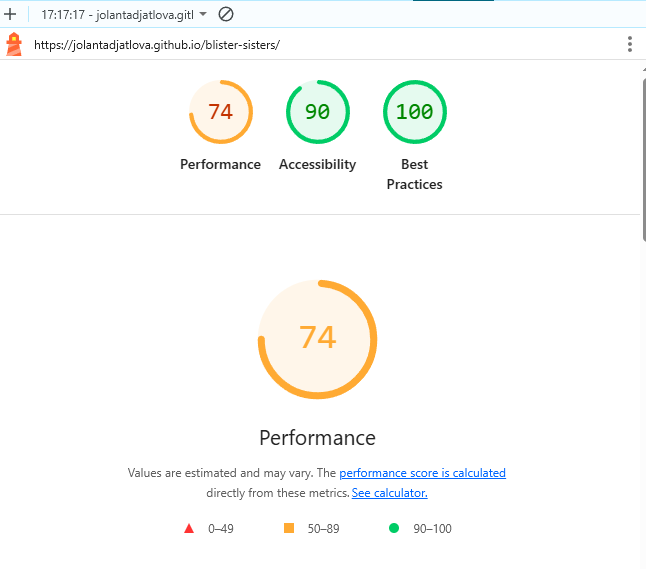 17:17:17 - jolantadjatlova.gitl
https://jolantadjatlova.github.io/blister-sisters/
74 90 100
Performance Accessibility Best
Practices
74
Performance
Values are estimated and may vary. The performance score is calculated
directly from these metrics. See calculator.
0–49 50–89 90–100